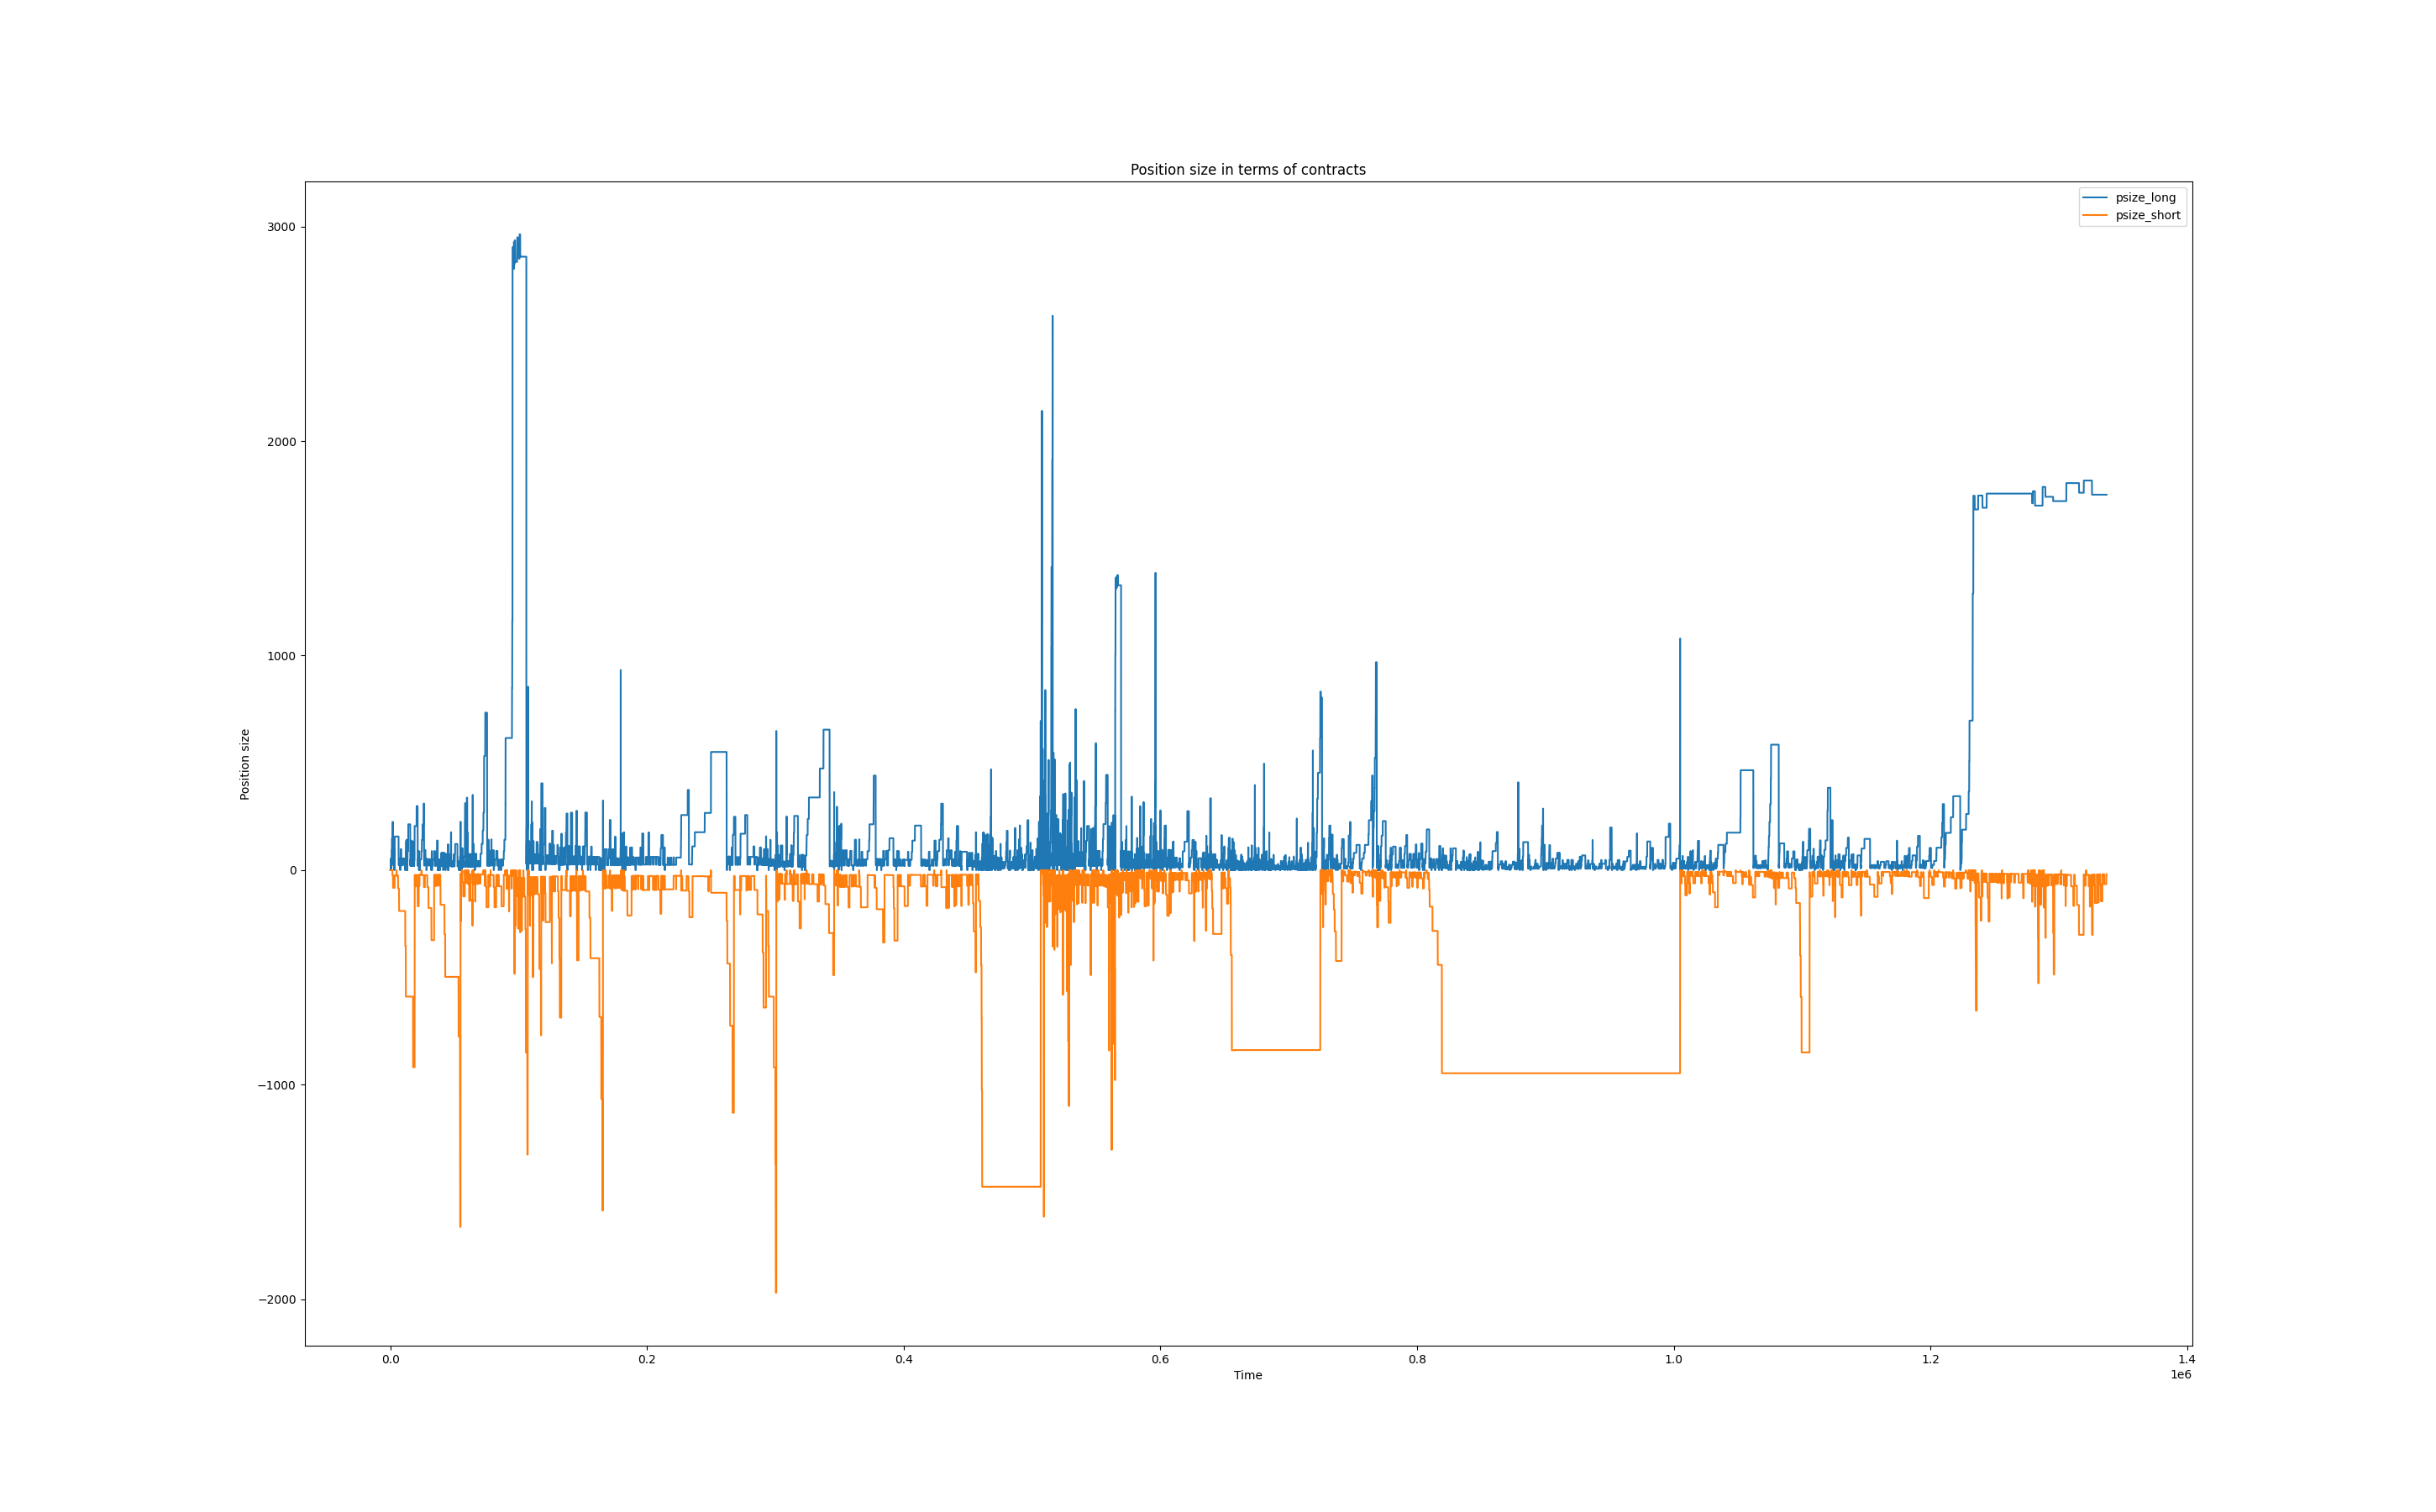 Position size in terms of contracts
psize_long
psize_short
3000
2000
1000
0
−1000
−2000
Position size
0.0 0.2 0.4 0.6 0.8 1.0 1.2 1.4
Time
1e6